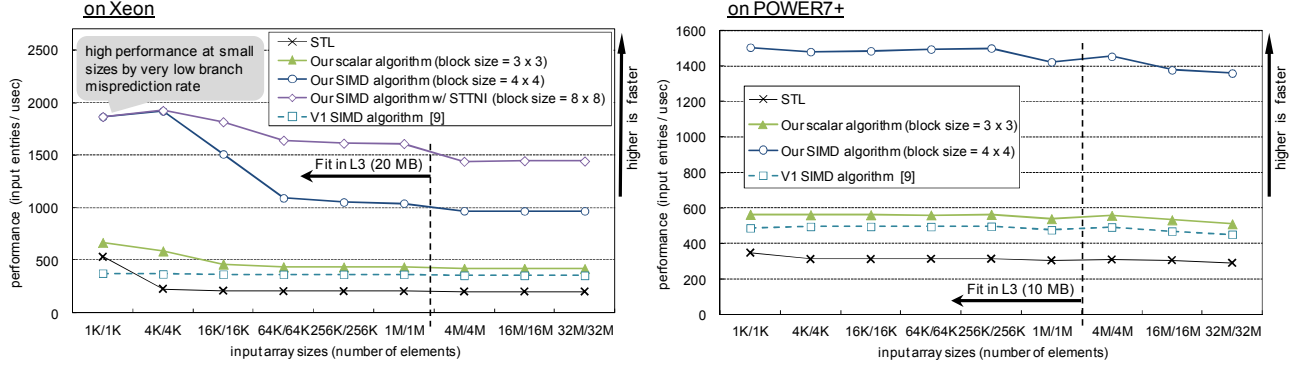 on Xeon
performance (input entries / usec)
2500
2000
1500
1000
500
0
high performance at small
sizes by very low branch
misprediction rate
STL
Our scalar algorithm (block size = 3 x 3)
Our SIMD algorithm (block size = 4 x 4)
Our SIMD algorithm w/ STTNI (block size = 8 x 8)
V1 SIMD algorithm [9]
Fit in L3 (20 MB)
higher is faster
1K/1K 4K/4K 16K/16K 64K/64K 256K/256K 1M/1M 4M/4M 16M/16M 32M/32M
input array sizes (number of elements)
on POWER7+
performance (input entries / usec)
1600
1400
1200
1000
800
600
400
200
0
STL
Our scalar algorithm (block size = 3 x 3)
Our SIMD algorithm (block size = 4 x 4)
V1 SIMD algorithm [9]
Fit in L3 (10 MB)
higher is faster
1K/1K 4K/4K 16K/16K 64K/64K 256K/256K 1M/1M 4M/4M 16M/16M 32M/32M
input array sizes (number of elements)